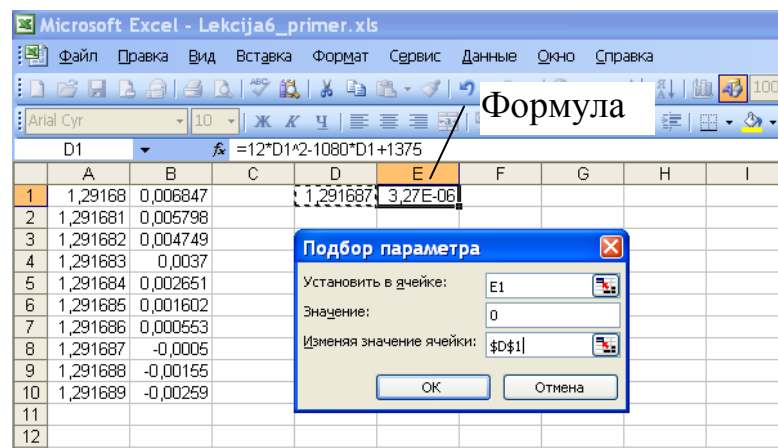 Microsoft Excel - Lekcija6_primer.xls
Файл Правка Вид Вставка Формат Сервис Данные Окно Справка
100
Формула
Arial Cyr 10 Ж К Ч
D1 fx =12*D1^2-1080*D1+1375
A B C D E F G H I
1 1,29168 0,006847 1,291687 3,27E-06
2 1,291681 0,005798
3 1,291682 0,004749
4 1,291683 0,0037
5 1,291684 0,002651
6 1,291685 0,001602
7 1,291686 0,000553
8 1,291687 -0,0005
9 1,291688 -0,00155
10 1,291689 -0,00259
11
12
Подбор параметра
Установить в ячейке: E1
Значение: 0
Изменяя значение ячейки: $D$1
ОК Отмена